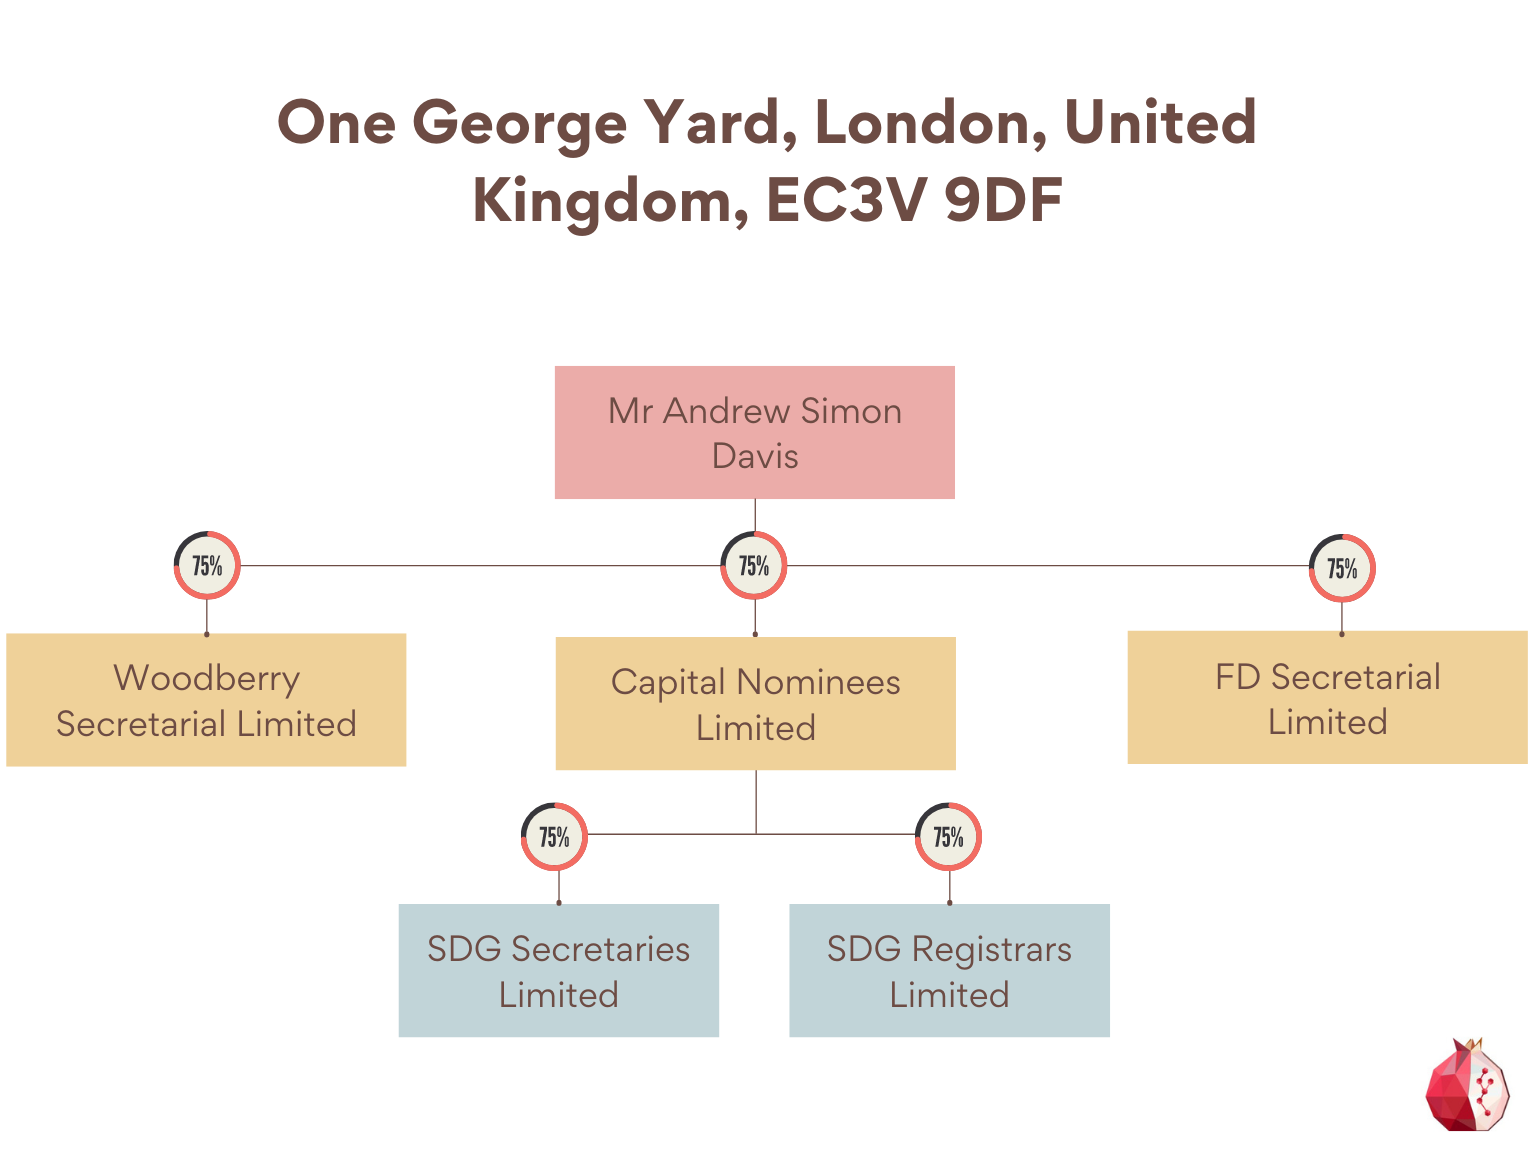 One George Yard, London, United
Kingdom, EC3V 9DF
Mr Andrew Simon
Davis
75%
75%
75%
Woodberry
Secretarial Limited
Capital Nominees
Limited
FD Secretarial
Limited
75%
75%
SDG Secretaries
Limited
SDG Registrars
Limited